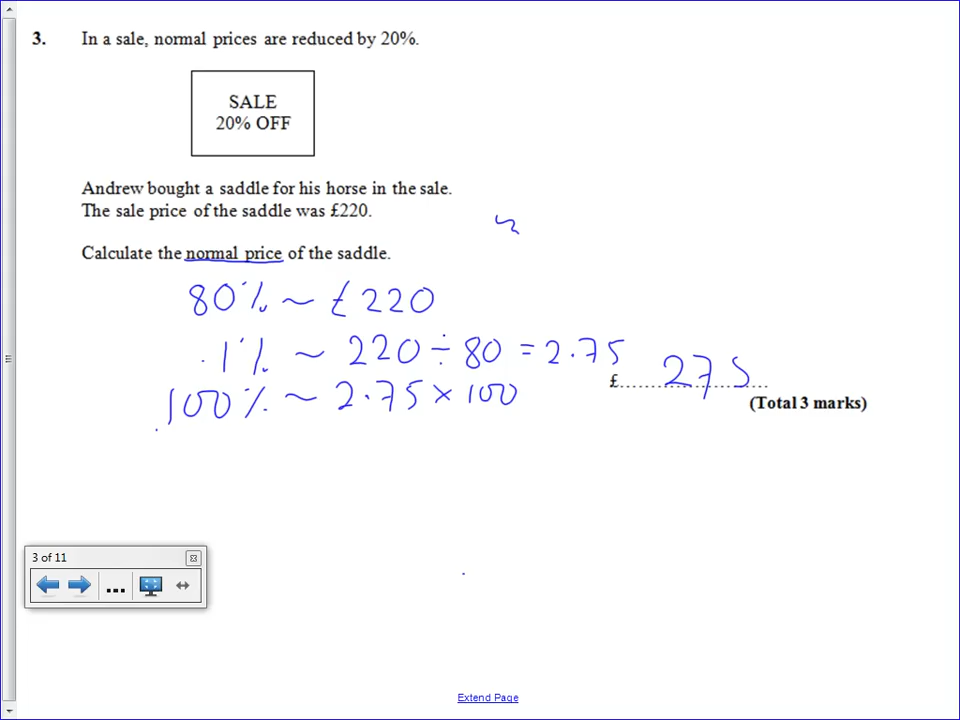 3. In a sale, normal prices are reduced by 20%.
SALE
20% OFF
Andrew bought a saddle for his horse in the sale.
The sale price of the saddle was £220.
Calculate the normal price of the saddle.
80% ~ £220
1% ~ 220 ÷ 80 = 2.75
£ 275
100% ~ 2.75 × 100
(Total 3 marks)
3 of 11
...
Extend Page